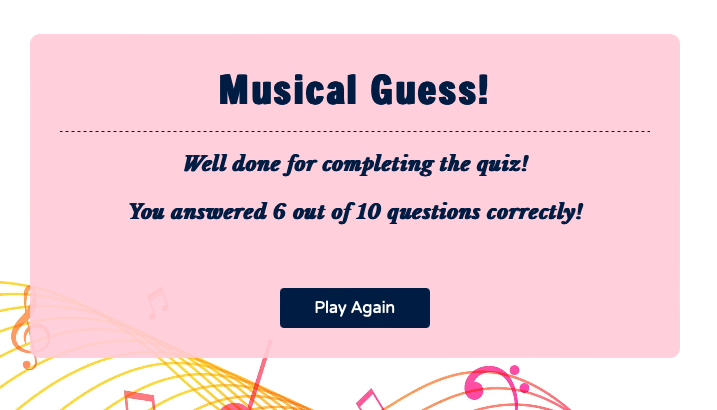 Musical Guess!
Well done for completing the quiz!
You answered 6 out of 10 questions correctly!
Play Again